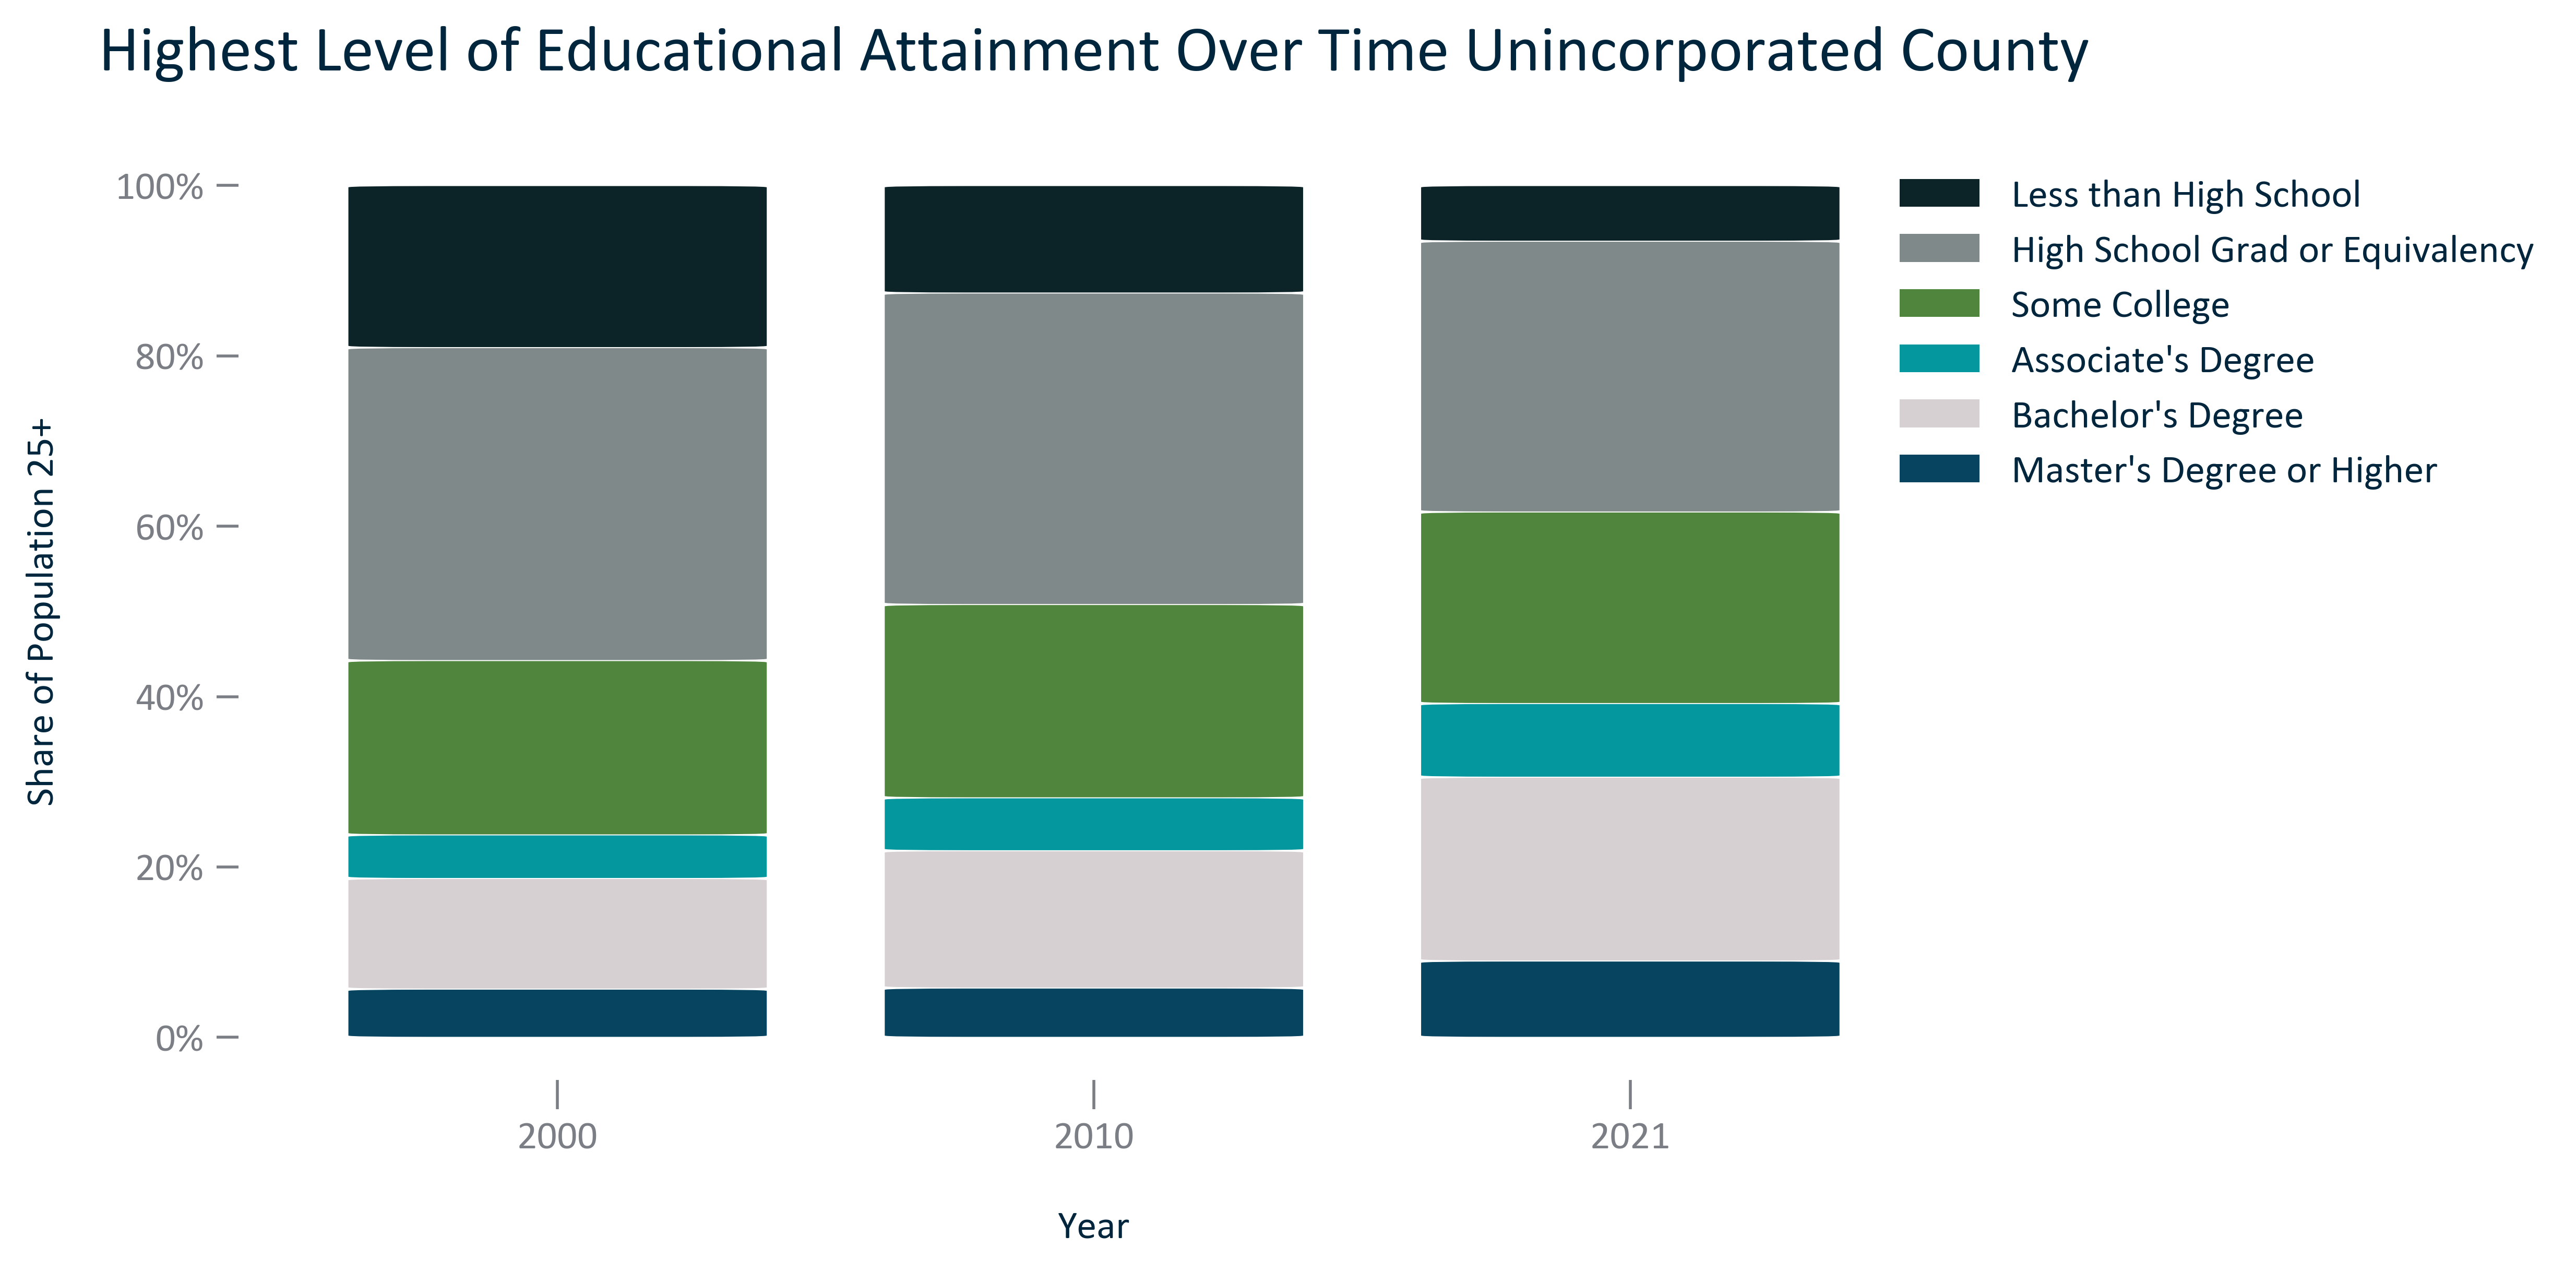 Highest Level of Educational Attainment Over Time Unincorporated County
100%
80%
60%
40%
20%
0%
Share of Population 25+
2000
2010
2021
Year
Less than High School
High School Grad or Equivalency
Some College
Associate's Degree
Bachelor's Degree
Master's Degree or Higher